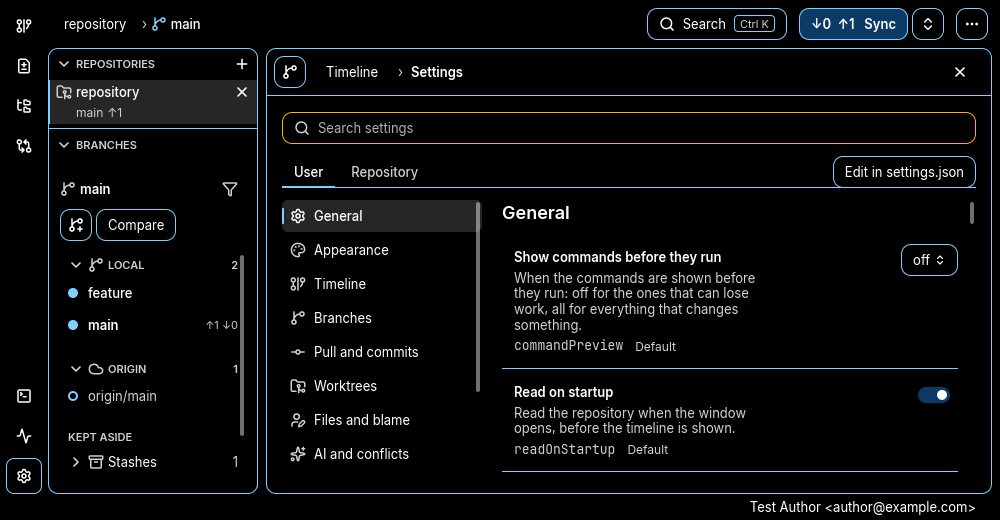 repository › main
Search Ctrl K
↓0 ↑1 Sync
REPOSITORIES
repository
main ↑1
BRANCHES
main
Compare
LOCAL 2
feature
main ↑1 ↓0
ORIGIN 1
origin/main
KEPT ASIDE
Stashes 1
Timeline › Settings
Search settings
User Repository Edit in settings.json
General
Appearance
Timeline
Branches
Pull and commits
Worktrees
Files and blame
AI and conflicts
General
Show commands before they run
off
When the commands are shown before
they run: off for the ones that can lose
work, all for everything that changes
something.
commandPreview Default
Read on startup
Read the repository when the window
opens, before the timeline is shown.
readOnStartup Default
Test Author <author@example.com>